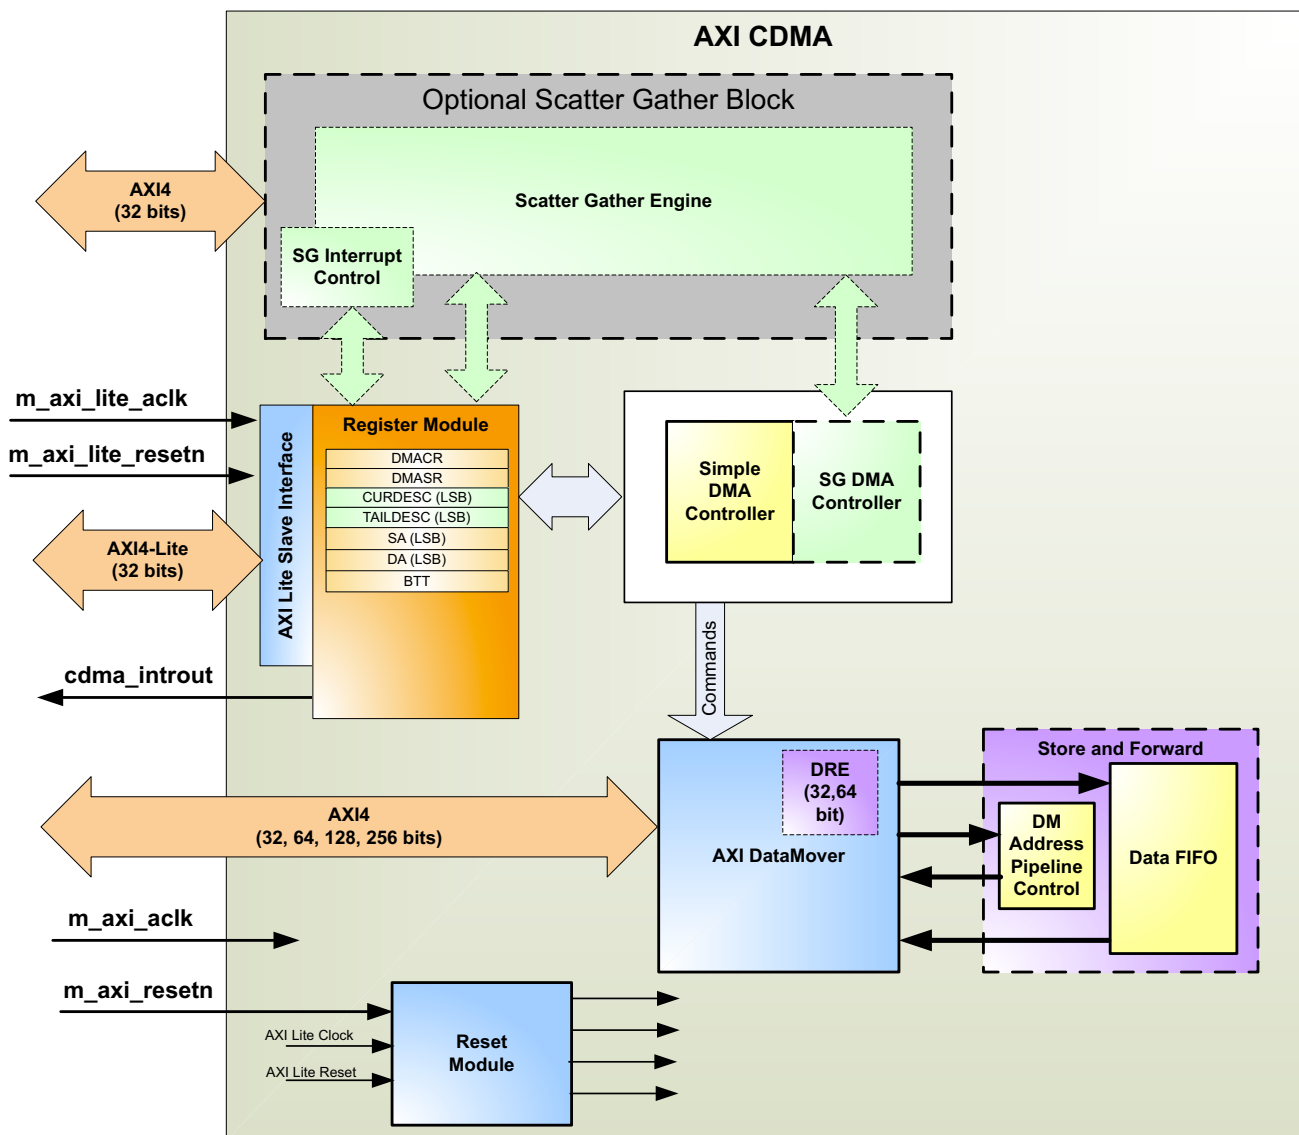 AXI CDMA
Optional Scatter Gather Block
Scatter Gather Engine
AXI4
(32 bits)
SG Interrupt
Control
m_axi_lite_aclk
m_axi_lite_resetn
AXI4-Lite
(32 bits)
AXI Lite Slave Interface
Register Module
DMACR
DMASR
CURDESC (LSB)
TAILDESC (LSB)
SA (LSB)
DA (LSB)
BTT
Simple
DMA
Controller
SG DMA
Controller
cdma_introut
Commands
AXI4
(32, 64, 128, 256 bits)
DRE
(32,64
bit)
AXI DataMover
Store and Forward
DM
Address
Pipeline
Control
Data FIFO
m_axi_aclk
m_axi_resetn
AXI Lite Clock
AXI Lite Reset
Reset
Module